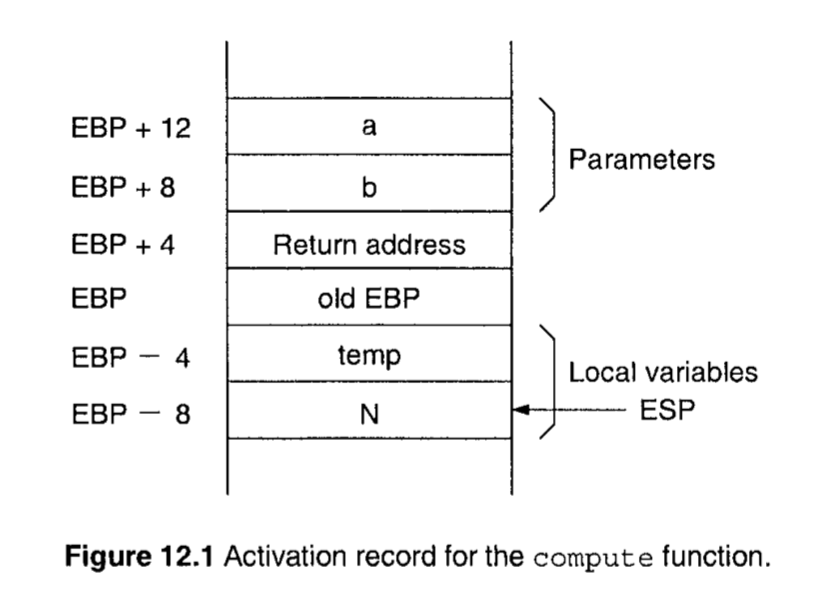 EBP + 12 a
Parameters
EBP + 8 b
EBP + 4 Return address
EBP old EBP
EBP − 4 temp
Local variables
EBP − 8 N ESP
Figure 12.1 Activation record for the compute function.